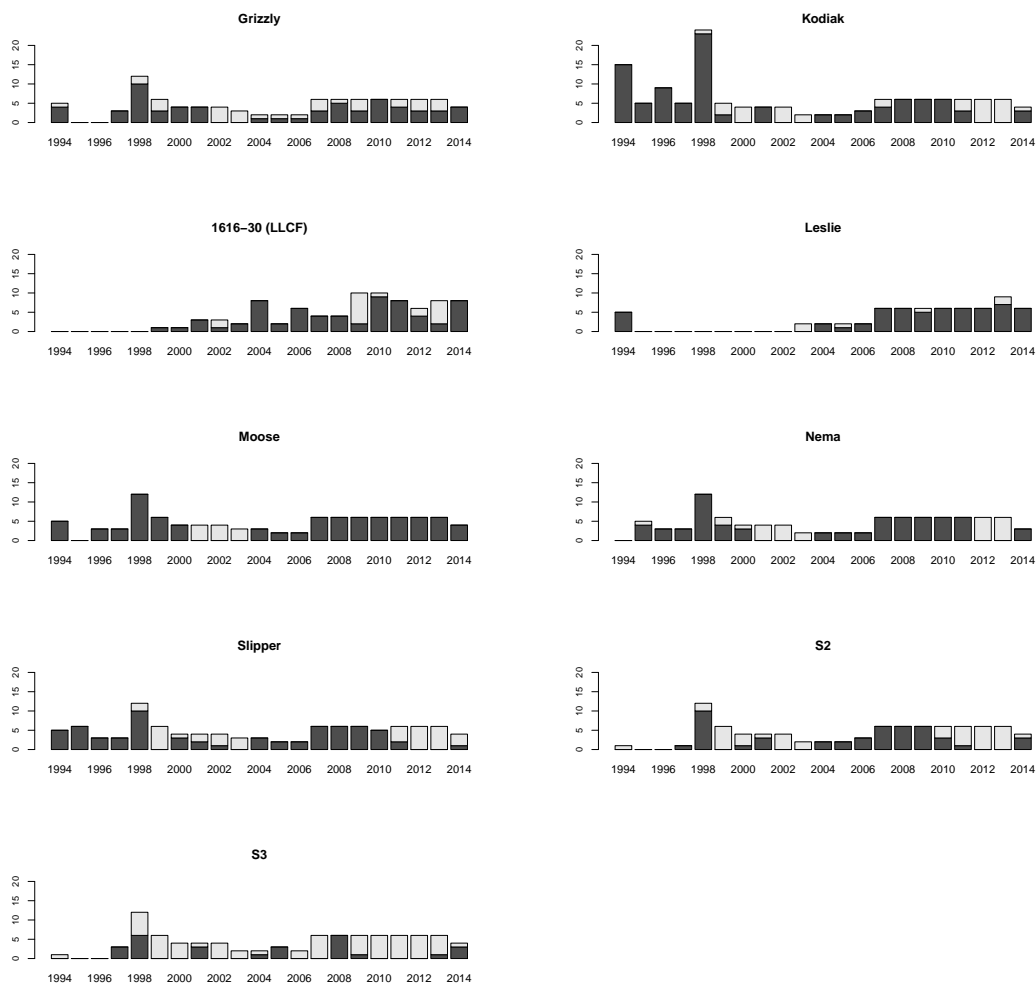 Grizzly
0 5 10 15 20
1994 1996 1998 2000 2002 2004 2006 2008 2010 2012 2014
Kodiak
0 5 10 15 20
1994 1996 1998 2000 2002 2004 2006 2008 2010 2012 2014
1616−30 (LLCF)
0 5 10 15 20
1994 1996 1998 2000 2002 2004 2006 2008 2010 2012 2014
Leslie
0 5 10 15 20
1994 1996 1998 2000 2002 2004 2006 2008 2010 2012 2014
Moose
0 5 10 15 20
1994 1996 1998 2000 2002 2004 2006 2008 2010 2012 2014
Nema
0 5 10 15 20
1994 1996 1998 2000 2002 2004 2006 2008 2010 2012 2014
Slipper
0 5 10 15 20
1994 1996 1998 2000 2002 2004 2006 2008 2010 2012 2014
S2
0 5 10 15 20
1994 1996 1998 2000 2002 2004 2006 2008 2010 2012 2014
S3
0 5 10 15 20
1994 1996 1998 2000 2002 2004 2006 2008 2010 2012 2014